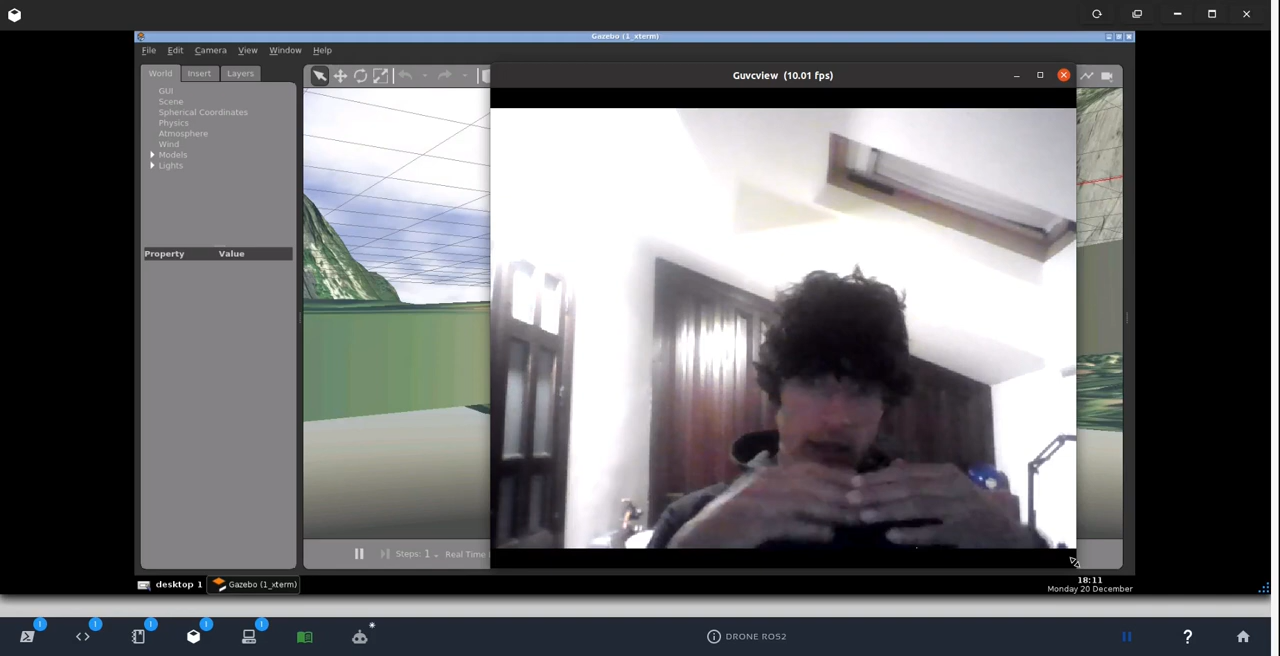 Gazebo (1_xterm)
File Edit Camera View Window Help
World Insert Layers
Guvcview (10.01 fps)
GUI
Scene
Spherical Coordinates
Physics
Atmosphere
Wind
Models
Lights
Property Value
Steps: 1 Real Time
desktop 1 Gazebo (1_xterm)
18:11
Monday 20 December
DRONE ROS2
?